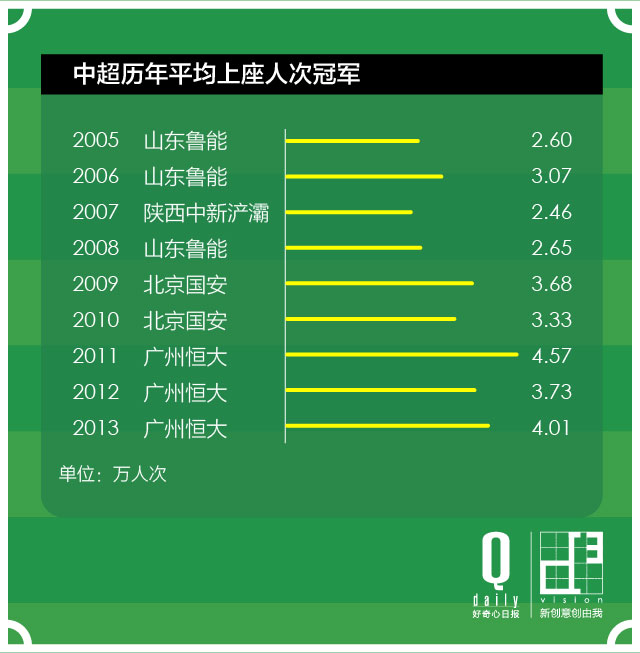 中超历年平均上座人次冠军
2005 山东鲁能 2.60
2006 山东鲁能 3.07
2007 陕西中新浐灞 2.46
2008 山东鲁能 2.65
2009 北京国安 3.68
2010 北京国安 3.33
2011 广州恒大 4.57
2012 广州恒大 3.73
2013 广州恒大 4.01
单位：万人次
Q daily
好奇心日报
d3
vision
新创意创由我